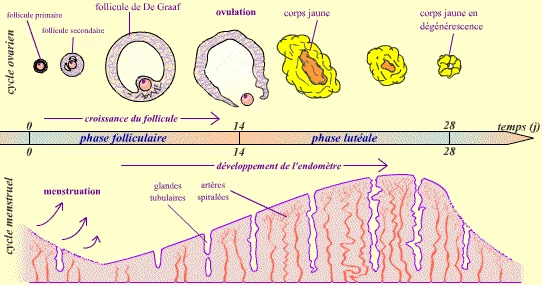 cycle ovarien
follicule primaire
follicule secondaire
follicule de De Graaf
ovulation
corps jaune
corps jaune en
dégénérescence
croissance du follicule
0
14
28
temps (j)
phase folliculaire
phase lutéale
0
14
28
développement de l'endomètre
cycle menstruel
menstruation
glandes
tubulaires
artères
spiralées